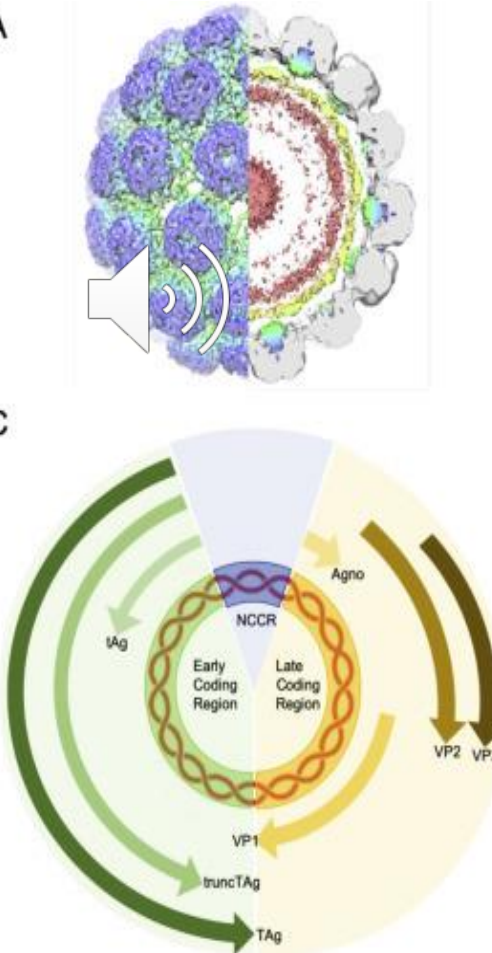 A
C
NCCR
Agno
tAg
Early
Coding
Region
Late
Coding
Region
VP2
VP1
truncTAg
TAg